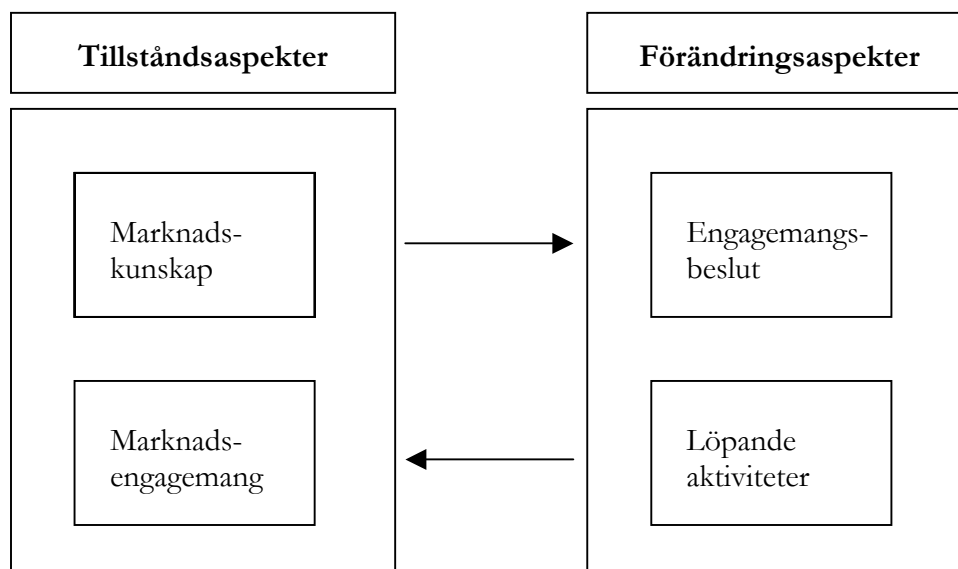 Tillståndsaspekter
Förändringsaspekter
Marknads-
kunskap
Engagemangs-
beslut
Marknads-
engagemang
Löpande
aktiviteter